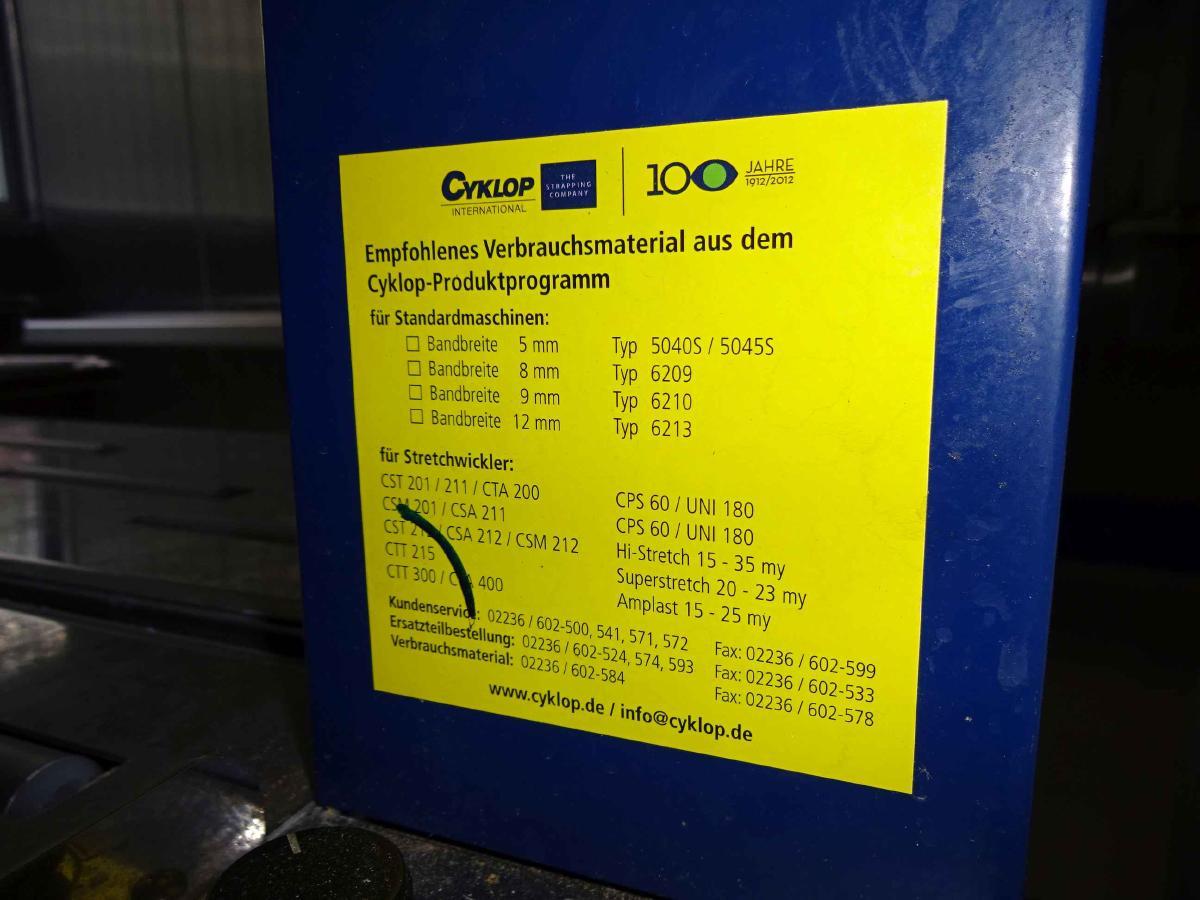 CYKLOP
INTERNATIONAL
THE
STRAPPING
COMPANY
100
JAHRE
1912/2012
Empfohlenes Verbrauchsmaterial aus dem
Cyklop-Produktprogramm
für Standardmaschinen:
☐ Bandbreite 5 mm Typ 5040S / 5045S
☐ Bandbreite 8 mm Typ 6209
☐ Bandbreite 9 mm Typ 6210
☐ Bandbreite 12 mm Typ 6213
für Stretchwickler:
CST 201 / 211 / CTA 200 CPS 60 / UNI 180
CSM 201 / CSA 211 CPS 60 / UNI 180
CST / CSA 212 / CSM 212 Hi-Stretch 15 - 35 my
CTT 215 Superstretch 20 - 23 my
CTT 300 / 400 Amplast 15 - 25 my
Kundenservice: 02236 / 602-500, 541, 571, 572 Fax: 02236 / 602-599
Ersatzteilbestellung: 02236 / 602-524, 574, 593 Fax: 02236 / 602-533
Verbrauchsmaterial: 02236 / 602-584 Fax: 02236 / 602-578
www.cyklop.de / info@cyklop.de